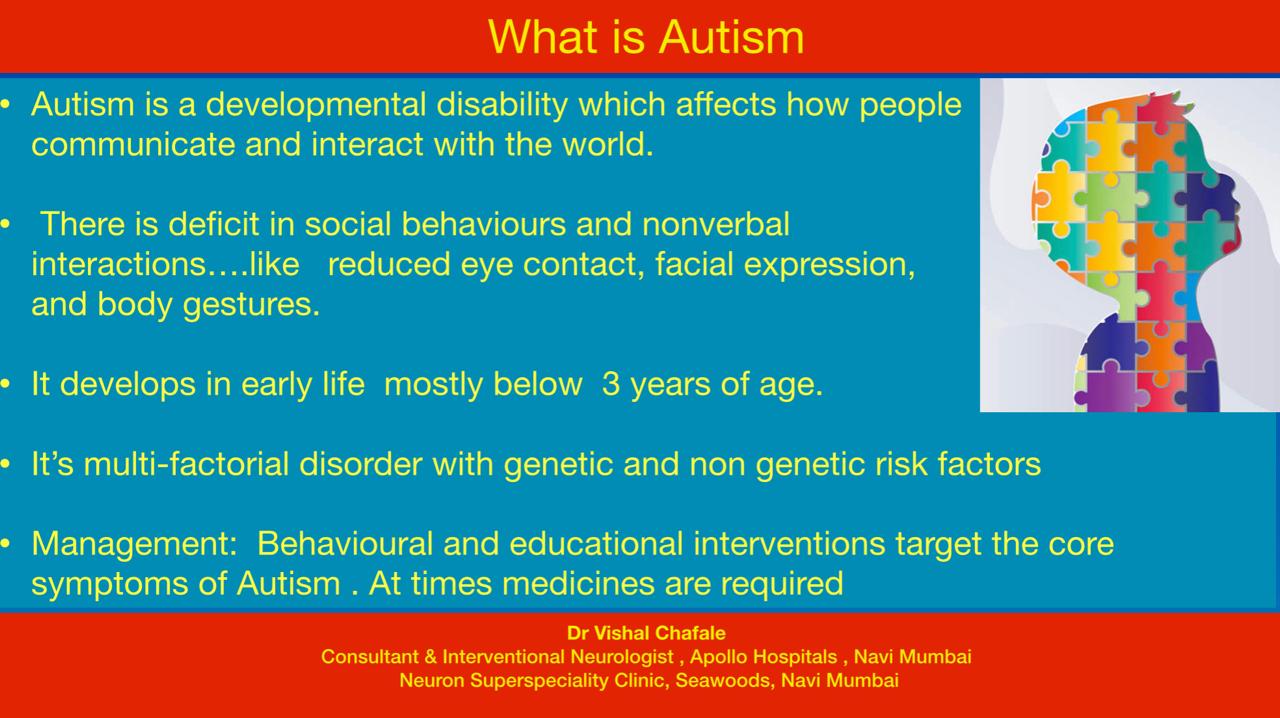 What is Autism
• Autism is a developmental disability which affects how people
communicate and interact with the world.
• There is deficit in social behaviours and nonverbal
interactions….like reduced eye contact, facial expression,
and body gestures.
• It develops in early life mostly below 3 years of age.
• It’s multi-factorial disorder with genetic and non genetic risk factors
• Management: Behavioural and educational interventions target the core
symptoms of Autism . At times medicines are required
Dr Vishal Chafale
Consultant & Interventional Neurologist , Apollo Hospitals , Navi Mumbai
Neuron Superspeciality Clinic, Seawoods, Navi Mumbai